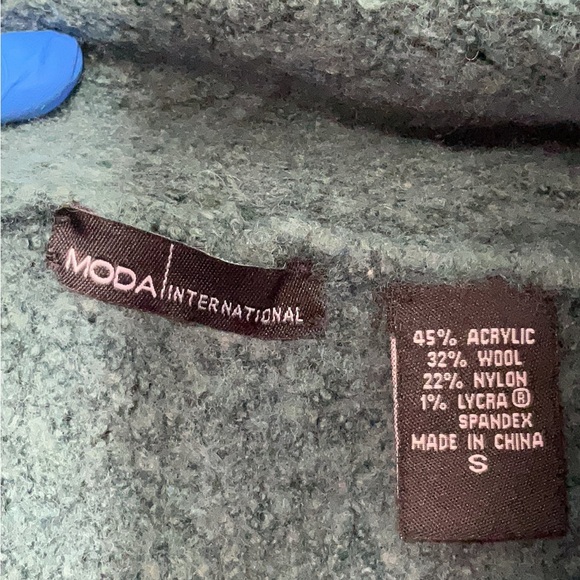 MODA INTERNATIONAL
45% ACRYLIC
32% WOOL
22% NYLON
1% LYCRA®
SPANDEX
MADE IN CHINA
S